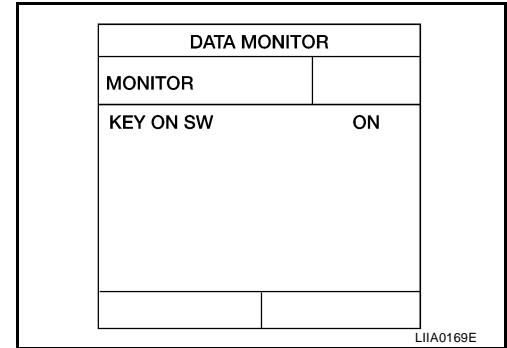 DATA MONITOR
MONITOR
KEY ON SW ON
LIIA0169E